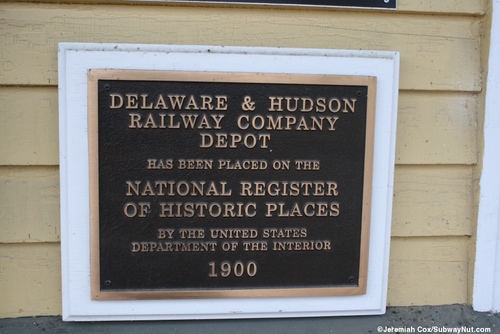 DELAWARE & HUDSON
RAILWAY COMPANY
DEPOT
HAS BEEN PLACED ON THE
NATIONAL REGISTER
OF HISTORIC PLACES
BY THE UNITED STATES
DEPARTMENT OF THE INTERIOR
1900
©Jeremiah Cox/SubwayNut.com